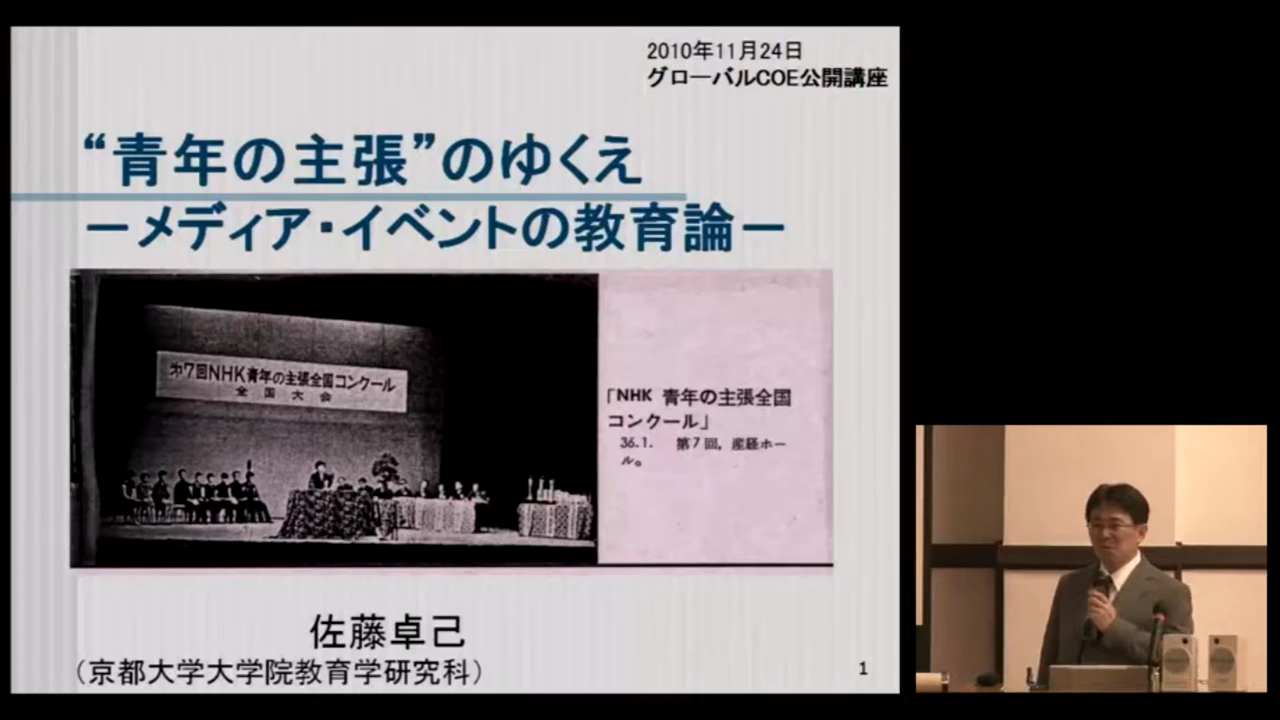 2010年11月24日
グローバルCOE公開講座
“青年の主張”のゆくえ
－メディア・イベントの教育論－
第7回NHK青年の主張全国コンクール
全国大会
「NHK 青年の主張全国
コンクール」
36.1. 第7回，産経ホー
ル。
佐藤卓己
（京都大学大学院教育学研究科）
1